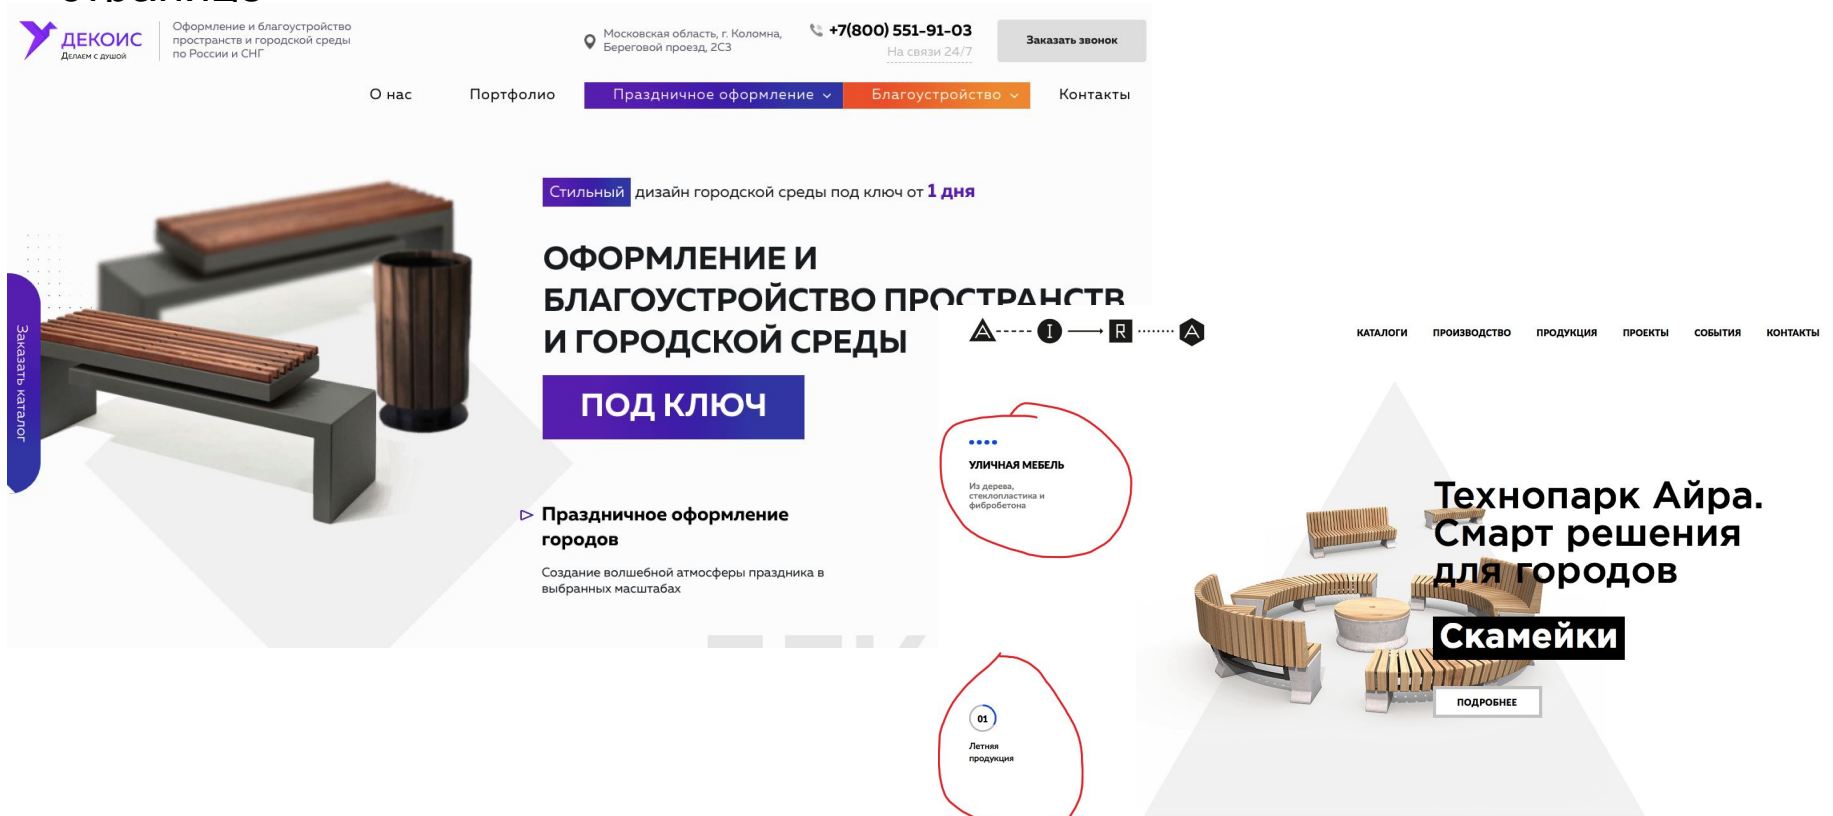 ДЕКОИС
Делаем с душой
Оформление и благоустройство
пространств и городской среды
по России и СНГ
Московская область, г. Коломна,
Береговой проезд, 2С3
+7(800) 551-91-03
На связи 24/7
Заказать звонок
О нас
Портфолио
Праздничное оформление
Благоустройство
Контакты
Стильный дизайн городской среды под ключ от 1 дня
ОФОРМЛЕНИЕ И
БЛАГОУСТРОЙСТВО ПРОСТРАНСТВ
И ГОРОДСКОЙ СРЕДЫ
ПОД КЛЮЧ
Заказать каталог
Праздничное оформление
городов
Создание волшебной атмосферы праздника в
выбранных масштабах
A I R A
КАТАЛОГИ
ПРОИЗВОДСТВО
ПРОДУКЦИЯ
ПРОЕКТЫ
СОБЫТИЯ
КОНТАКТЫ
УЛИЧНАЯ МЕБЕЛЬ
Из дерева,
стеклопластика и
фибробетона
Технопарк Айра.
Смарт решения
для городов
Скамейки
ПОДРОБНЕЕ
01
Летняя
продукция